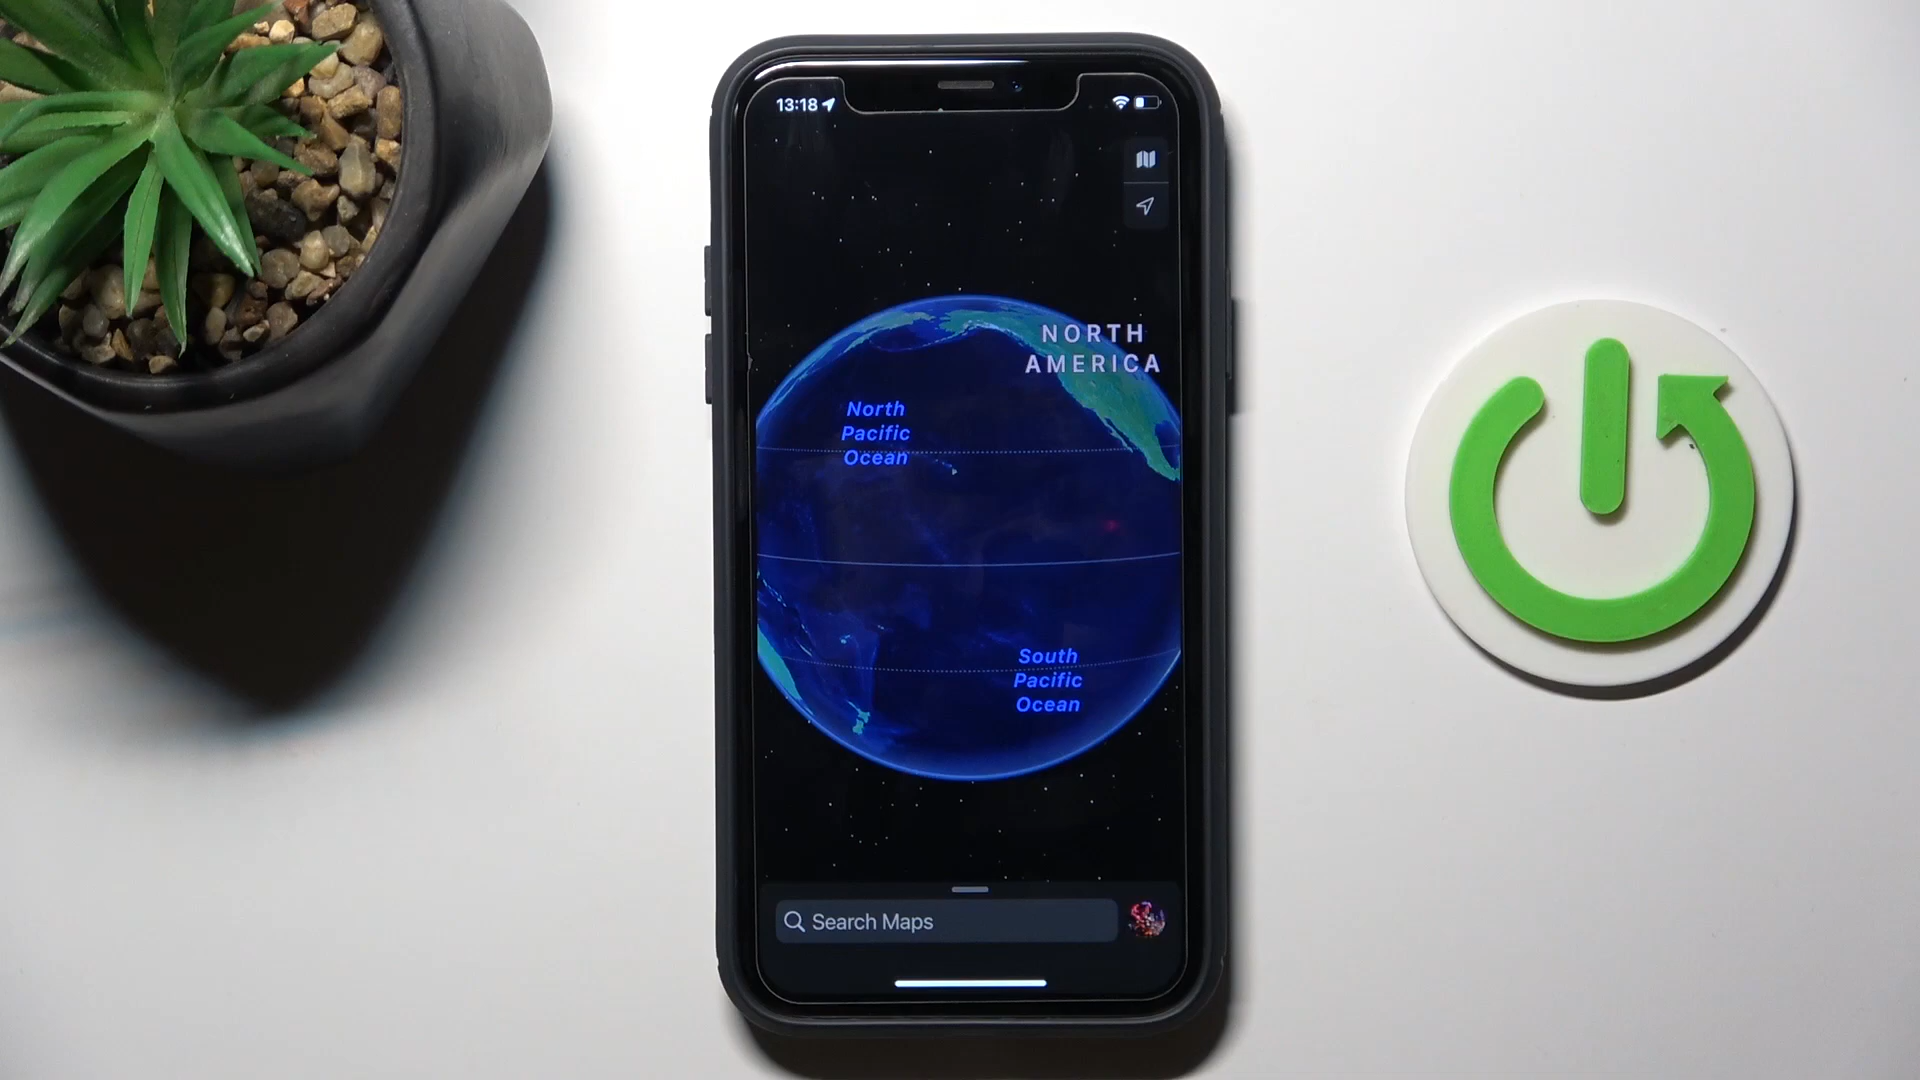 13:18
NORTH
AMERICA
North
Pacific
Ocean
South
Pacific
Ocean
Search Maps